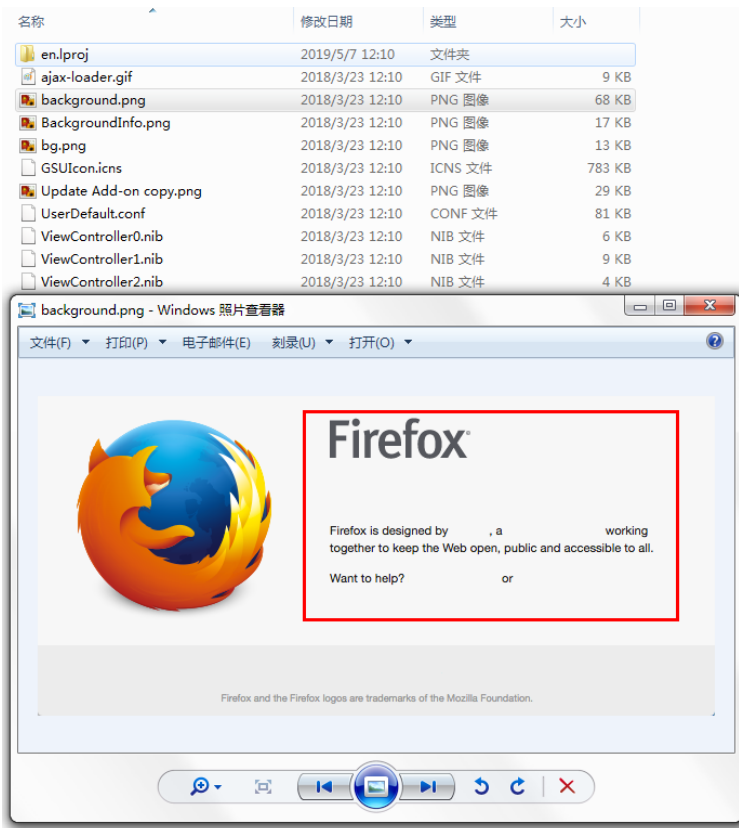 名称 修改日期 类型 大小
en.lproj 2019/5/7 12:10 文件夹
ajax-loader.gif 2018/3/23 12:10 GIF 文件 9 KB
background.png 2018/3/23 12:10 PNG 图像 68 KB
BackgroundInfo.png 2018/3/23 12:10 PNG 图像 17 KB
bg.png 2018/3/23 12:10 PNG 图像 13 KB
GSUIcon.icns 2018/3/23 12:10 ICNS 文件 783 KB
Update Add-on copy.png 2018/3/23 12:10 PNG 图像 29 KB
UserDefault.conf 2018/3/23 12:10 CONF 文件 81 KB
ViewController0.nib 2018/3/23 12:10 NIB 文件 6 KB
ViewController1.nib 2018/3/23 12:10 NIB 文件 9 KB
ViewController2.nib 2018/3/23 12:10 NIB 文件 4 KB
background.png - Windows 照片查看器
文件(F) 打印(P) 电子邮件(E) 刻录(U) 打开(O)
Firefox
Firefox is designed by , a working
together to keep the Web open, public and accessible to all.
Want to help? or
Firefox and the Firefox logos are trademarks of the Mozilla Foundation.